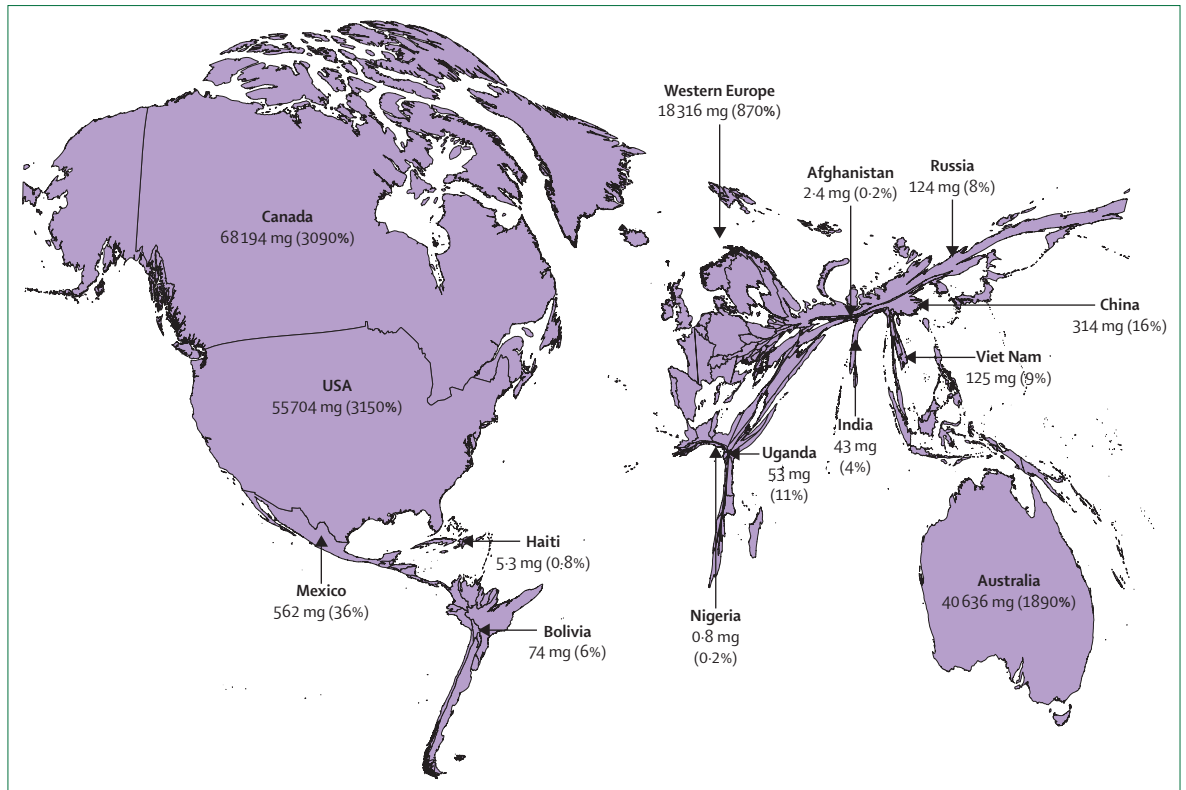 Western Europe
18 316 mg (870%)
Afghanistan
2·4 mg (0·2%)
Russia
124 mg (8%)
Canada
68 194 mg (3090%)
China
314 mg (16%)
Viet Nam
125 mg (9%)
USA
55 704 mg (3150%)
India
43 mg
(4%)
Uganda
53 mg
(11%)
Haiti
5·3 mg (0·8%)
Mexico
562 mg (36%)
Australia
40 636 mg (1890%)
Nigeria
0·8 mg
(0·2%)
Bolivia
74 mg (6%)